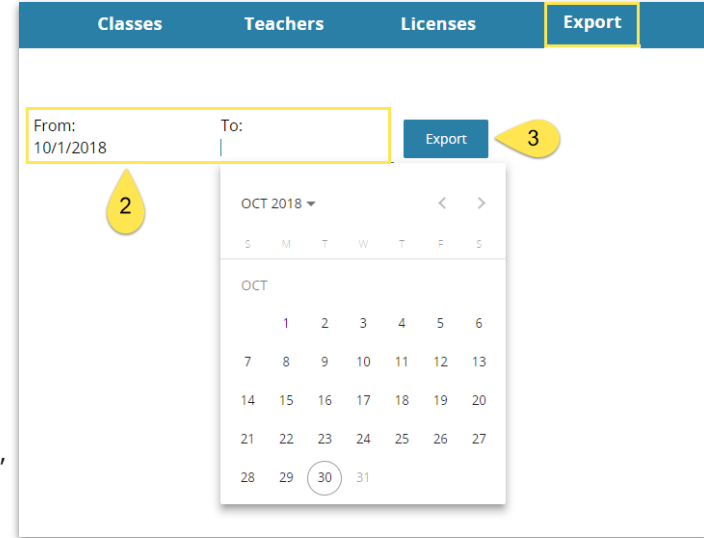 Classes Teachers Licenses Export
From: To:
10/1/2018
Export 3
2
OCT 2018
S M T W T F S
OCT
1 2 3 4 5 6
7 8 9 10 11 12 13
14 15 16 17 18 19 20
21 22 23 24 25 26 27
,
28 29 30 31